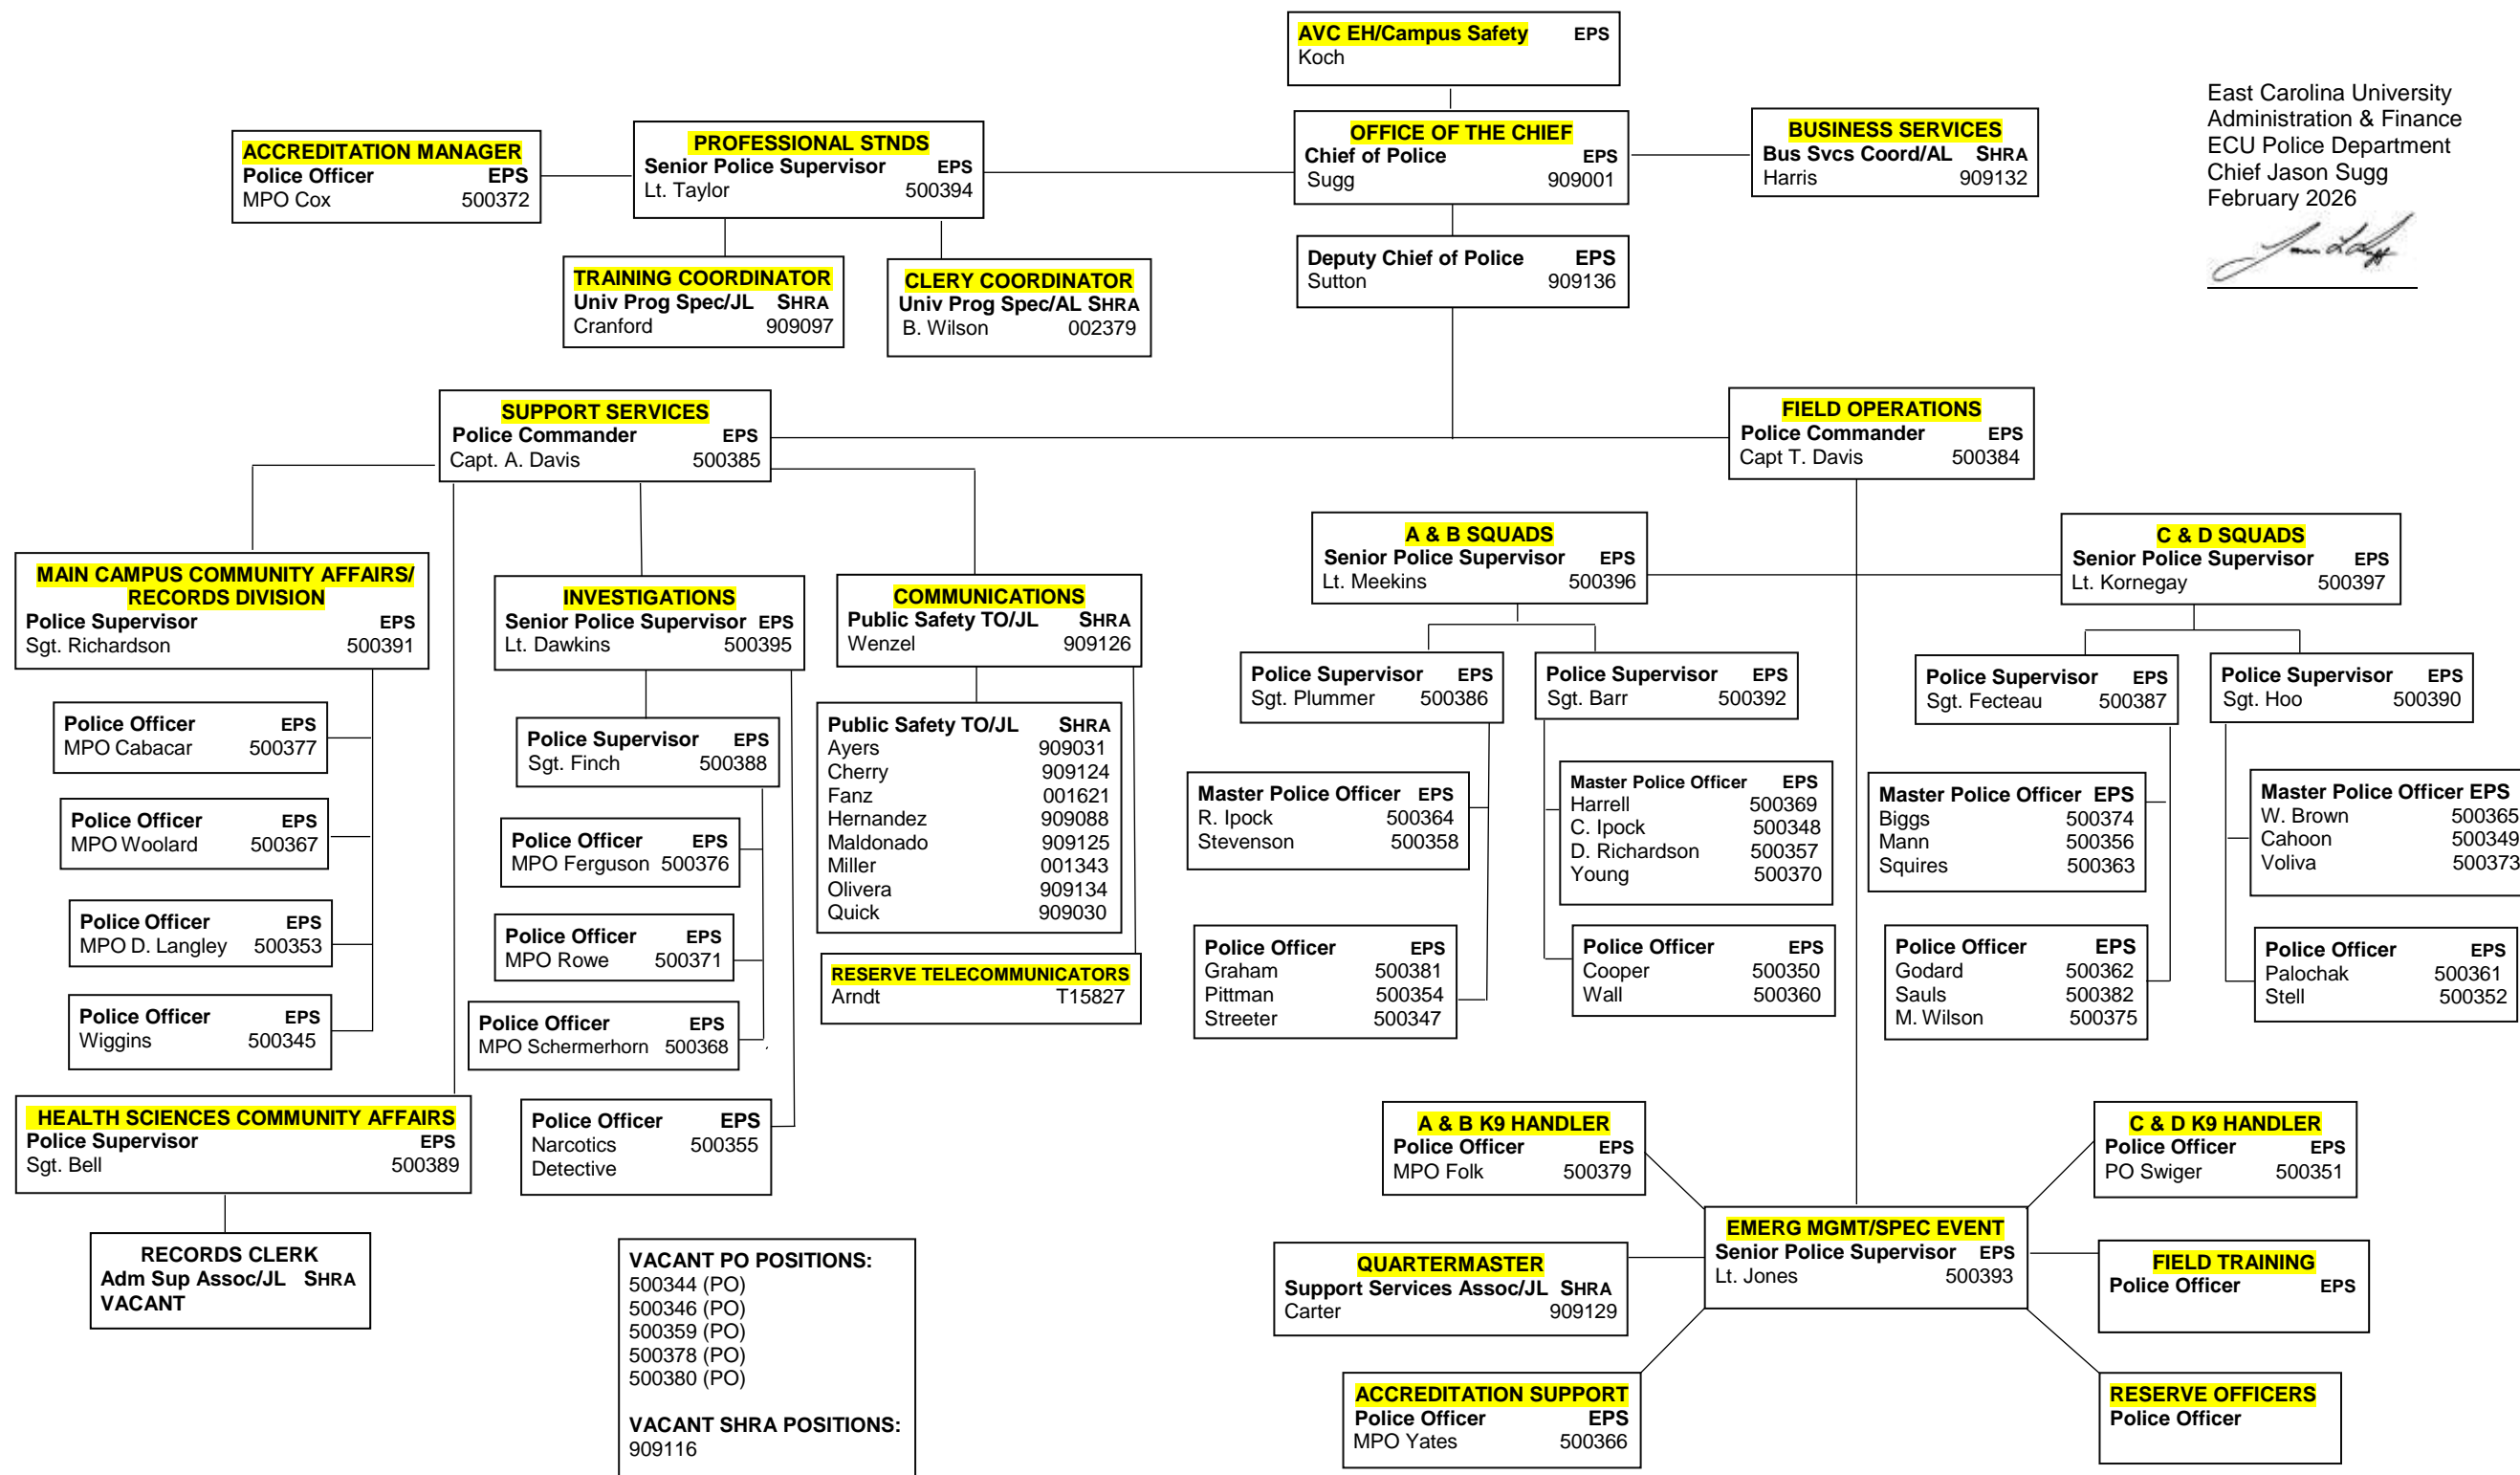 AVC EH/Campus Safety EPS
Koch
East Carolina University
Administration & Finance
ECU Police Department
Chief Jason Sugg
February 2026
ACCREDITATION MANAGER
Police Officer EPS
MPO Cox 500372
PROFESSIONAL STNDS
Senior Police Supervisor EPS
Lt. Taylor 500394
OFFICE OF THE CHIEF
Chief of Police EPS
Sugg 909001
BUSINESS SERVICES
Bus Svcs Coord/AL SHRA
Harris 909132
TRAINING COORDINATOR
Univ Prog Spec/JL SHRA
Cranford 909097
CLERY COORDINATOR
Univ Prog Spec/AL SHRA
B. Wilson 002379
Deputy Chief of Police EPS
Sutton 909136
SUPPORT SERVICES
Police Commander EPS
Capt. A. Davis 500385
FIELD OPERATIONS
Police Commander EPS
Capt T. Davis 500384
MAIN CAMPUS COMMUNITY AFFAIRS/
RECORDS DIVISION
Police Supervisor EPS
Sgt. Richardson 500391
Police Officer EPS
MPO Cabacar 500377
Police Officer EPS
MPO Woolard 500367
Police Officer EPS
MPO D. Langley 500353
Police Officer EPS
Wiggins 500345
HEALTH SCIENCES COMMUNITY AFFAIRS
Police Supervisor EPS
Sgt. Bell 500389
RECORDS CLERK
Adm Sup Assoc/JL SHRA
VACANT
INVESTIGATIONS
Senior Police Supervisor EPS
Lt. Dawkins 500395
Police Supervisor EPS
Sgt. Finch 500388
Police Officer EPS
MPO Ferguson 500376
Police Officer EPS
MPO Rowe 500371
Police Officer EPS
MPO Schermerhorn 500368
Police Officer EPS
Narcotics 500355
Detective
COMMUNICATIONS
Public Safety TO/JL SHRA
Wenzel 909126
Public Safety TO/JL SHRA
Ayers 909031
Cherry 909124
Fanz 001621
Hernandez 909088
Maldonado 909125
Miller 001343
Olivera 909134
Quick 909030
RESERVE TELECOMMUNICATORS
Arndt T15827
VACANT PO POSITIONS:
500344 (PO)
500346 (PO)
500359 (PO)
500378 (PO)
500380 (PO)
VACANT SHRA POSITIONS:
909116
A & B SQUADS
Senior Police Supervisor EPS
Lt. Meekins 500396
Police Supervisor EPS
Sgt. Plummer 500386
Master Police Officer EPS
R. Ipock 500364
Stevenson 500358
Police Officer EPS
Graham 500381
Pittman 500354
Streeter 500347
Police Supervisor EPS
Sgt. Barr 500392
Master Police Officer EPS
Harrell 500369
C. Ipock 500348
D. Richardson 500357
Young 500370
Police Officer EPS
Cooper 500350
Wall 500360
C & D SQUADS
Senior Police Supervisor EPS
Lt. Kornegay 500397
Police Supervisor EPS
Sgt. Fecteau 500387
Master Police Officer EPS
Biggs 500374
Mann 500356
Squires 500363
Police Officer EPS
Godard 500362
Sauls 500382
M. Wilson 500375
Police Supervisor EPS
Sgt. Hoo 500390
Master Police Officer EPS
W. Brown 500365
Cahoon 500349
Voliva 500373
Police Officer EPS
Palochak 500361
Stell 500352
A & B K9 HANDLER
Police Officer EPS
MPO Folk 500379
C & D K9 HANDLER
Police Officer EPS
PO Swiger 500351
EMERG MGMT/SPEC EVENT
Senior Police Supervisor EPS
Lt. Jones 500393
QUARTERMASTER
Support Services Assoc/JL SHRA
Carter 909129
FIELD TRAINING
Police Officer EPS
ACCREDITATION SUPPORT
Police Officer EPS
MPO Yates 500366
RESERVE OFFICERS
Police Officer